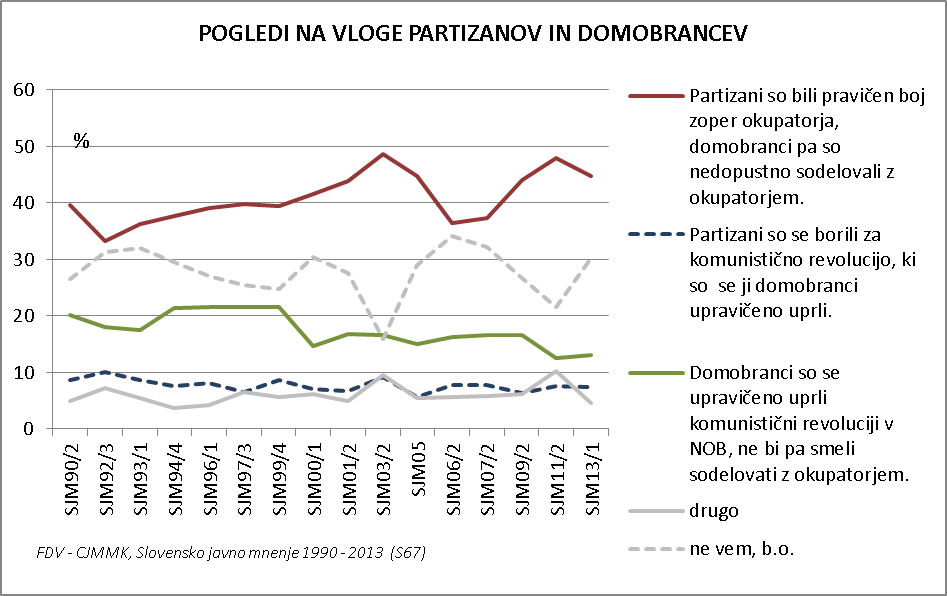 POGLEDI NA VLOGE PARTIZANOV IN DOMOBRANCEV
60
50
40
30
20
10
0
%
SJM90/2
SJM92/3
SJM93/1
SJM94/4
SJM96/1
SJM97/3
SJM99/4
SJM00/1
SJM01/2
SJM03/2
SJM05
SJM06/2
SJM07/2
SJM09/2
SJM11/2
SJM13/1
Partizani so bili pravičen boj
zoper okupatorja,
domobranci pa so
nedopustno sodelovali z
okupatorjem.
Partizani so se borili za
komunistično revolucijo, ki
so se ji domobranci
upravičeno uprli.
Domobranci so se
upravičeno uprli
komunistični revoluciji v
NOB, ne bi pa smeli
sodelovati z okupatorjem.
drugo
ne vem, b.o.
FDV - CJMMK, Slovensko javno mnenje 1990 - 2013 (S67)